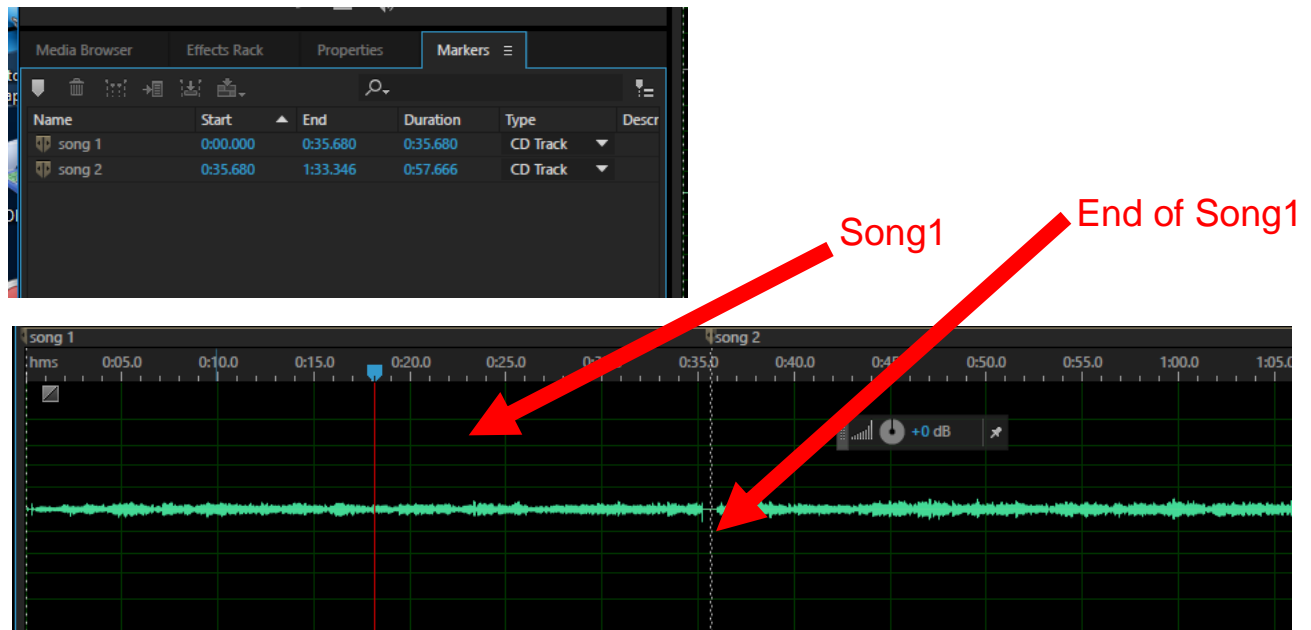 Media Browser Effects Rack Properties Markers
Name Start End Duration Type Descr
song 1 0:00.000 0:35.680 0:35.680 CD Track
song 2 0:35.680 1:33.346 0:57.666 CD Track
Song1
End of Song1
song 1 song 2
hms 0:05.0 0:10.0 0:15.0 0:20.0 0:25.0 0:35.0 0:40.0 0:50.0 0:55.0 1:00.0 1:05.0
+0 dB